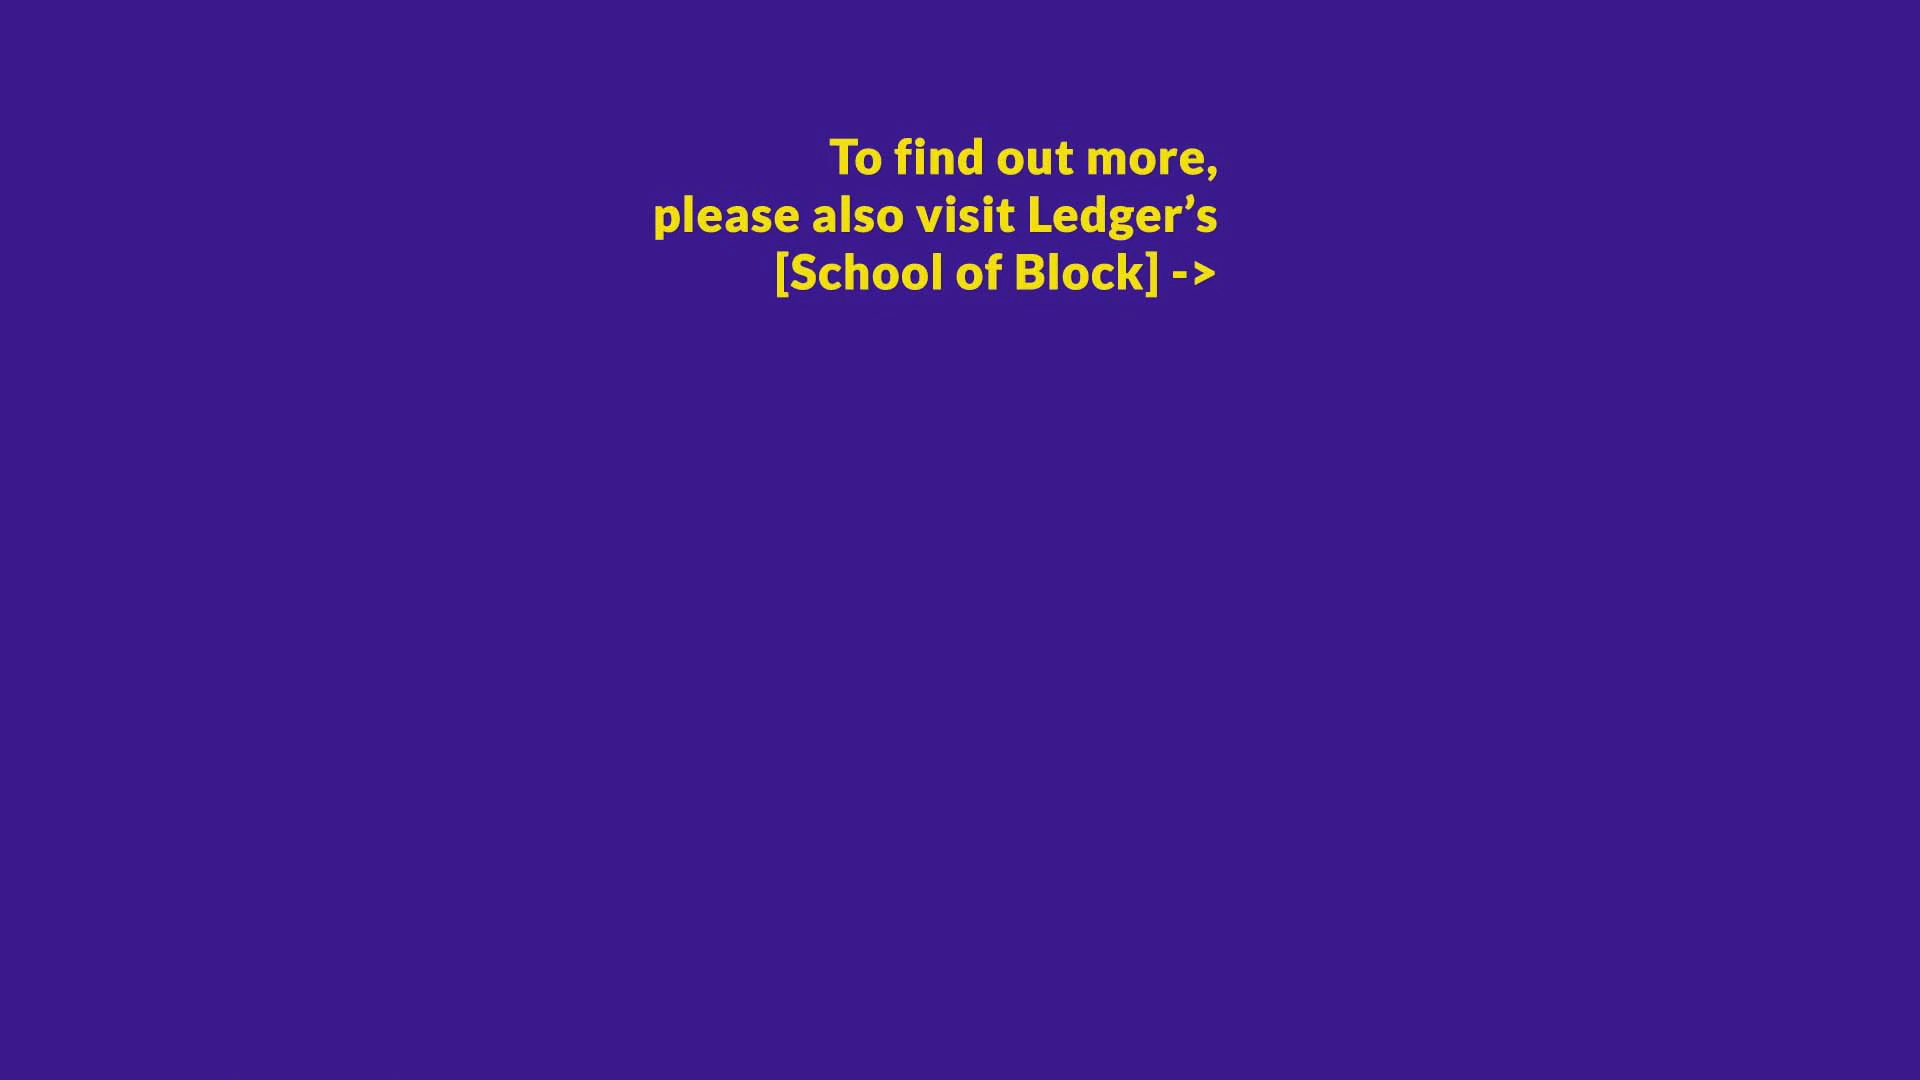 To find out more,
please also visit Ledger’s
[School of Block] ->